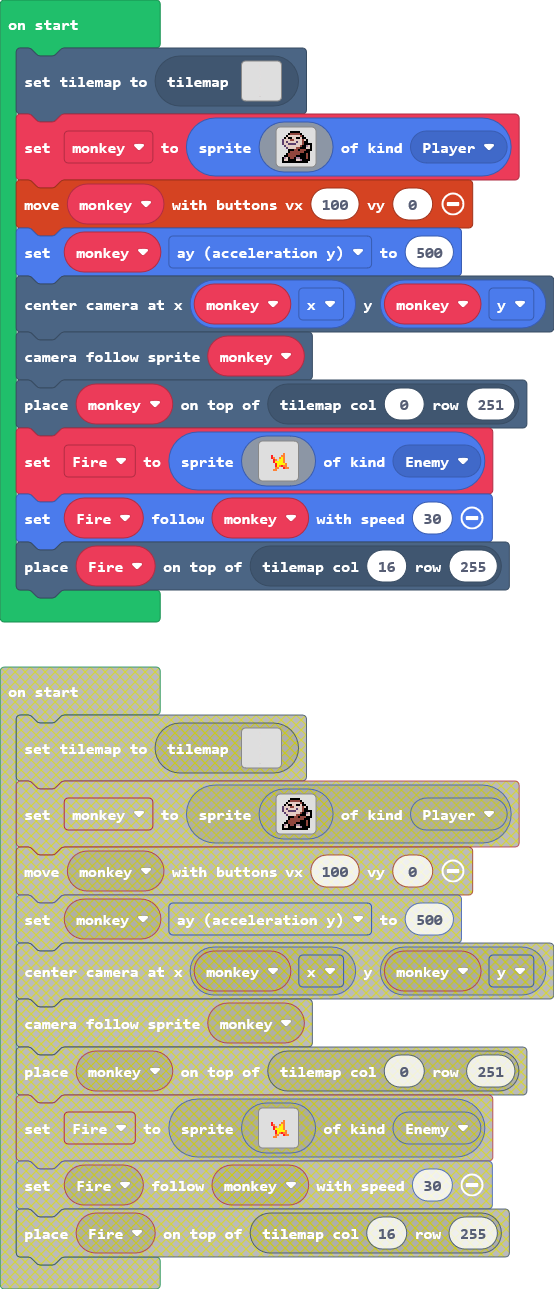 on start
set tilemap to tilemap
set monkey to sprite of kind Player
move monkey with buttons vx 100 vy 0
set monkey ay (acceleration y) to 500
center camera at x monkey x y monkey y
camera follow sprite monkey
place monkey on top of tilemap col 0 row 251
set Fire to sprite of kind Enemy
set Fire follow monkey with speed 30
place Fire on top of tilemap col 16 row 255
on start
set tilemap to tilemap
set monkey to sprite of kind Player
move monkey with buttons vx 100 vy 0
set monkey ay (acceleration y) to 500
center camera at x monkey x y monkey y
camera follow sprite monkey
place monkey on top of tilemap col 0 row 251
set Fire to sprite of kind Enemy
set Fire follow monkey with speed 30
place Fire on top of tilemap col 16 row 255